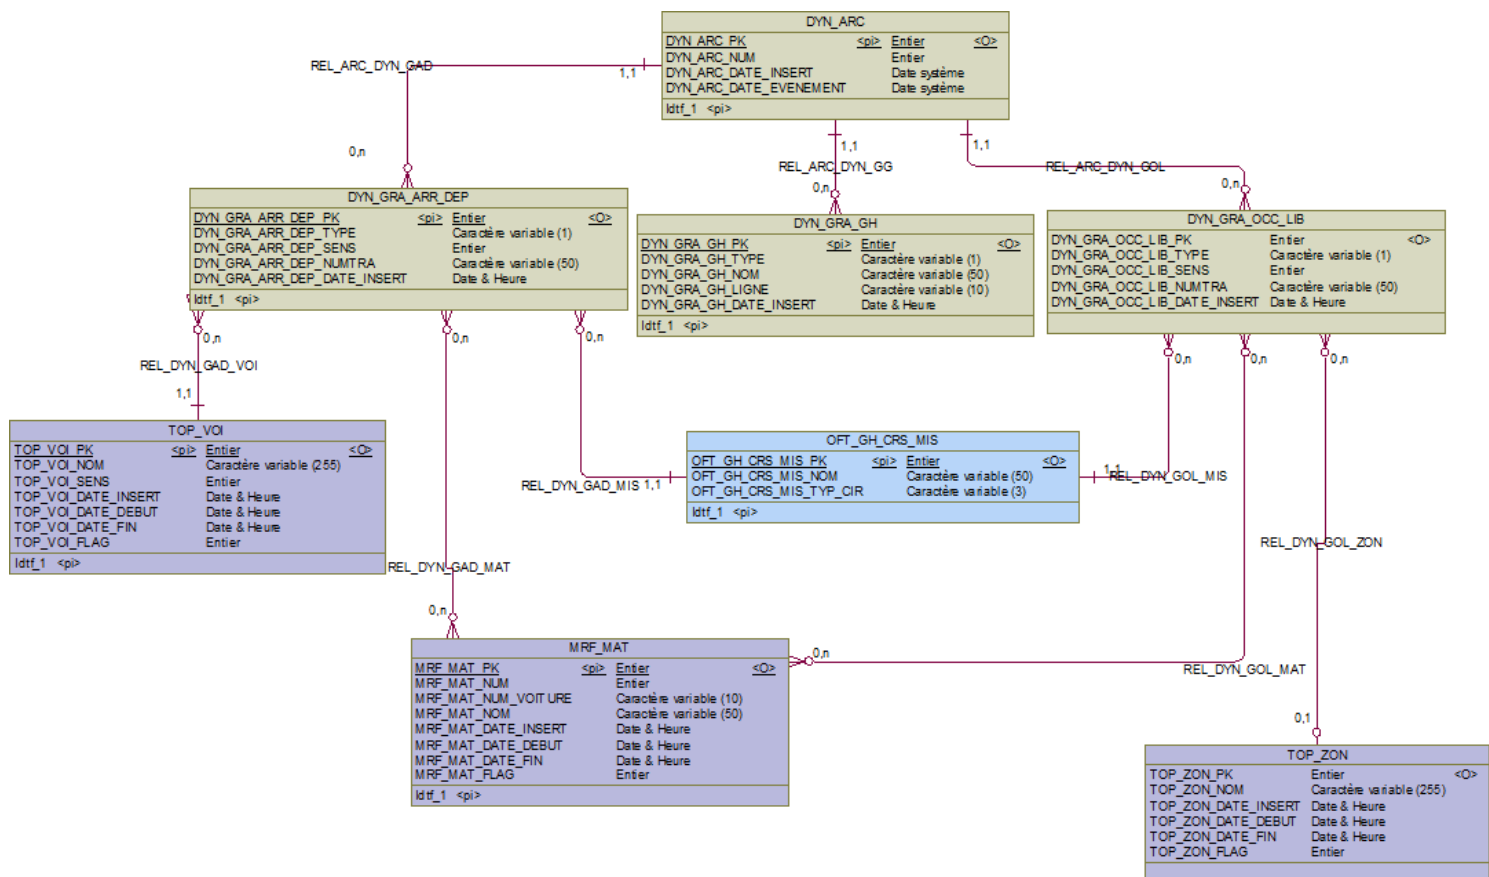 DYN_ARC
DYN_ARC_PK <pi> Entier <O>
DYN_ARC_NUM Entier
DYN_ARC_DATE_INSERT Date système
DYN_ARC_DATE_EVENEMENT Date système
Idtf_1 <pi>
REL_ARC_DYN_GAD
1,1
0,n
1,1
REL_ARC_DYN_GG
0,n
1,1
REL_ARC_DYN_GOL
0,n
DYN_GRA_ARR_DEP
DYN_GRA_ARR_DEP_PK <pi> Entier <O>
DYN_GRA_ARR_DEP_TYPE Caractère variable (1)
DYN_GRA_ARR_DEP_SENS Entier
DYN_GRA_ARR_DEP_NUMTRA Caractère variable (50)
DYN_GRA_ARR_DEP_DATE_INSERT Date & Heure
Idtf_1 <pi>
DYN_GRA_GH
DYN_GRA_GH_PK <pi> Entier <O>
DYN_GRA_GH_TYPE Caractère variable (1)
DYN_GRA_GH_NOM Caractère variable (50)
DYN_GRA_GH_LIGNE Caractère variable (10)
DYN_GRA_GH_DATE_INSERT Date & Heure
Idtf_1 <pi>
DYN_GRA_OCC_LIB
DYN_GRA_OCC_LIB_PK Entier <O>
DYN_GRA_OCC_LIB_TYPE Caractère variable (1)
DYN_GRA_OCC_LIB_SENS Entier
DYN_GRA_OCC_LIB_NUMTRA Caractère variable (50)
DYN_GRA_OCC_LIB_DATE_INSERT Date & Heure
0,n
REL_DYN_GAD_VOI
1,1
0,n
0,n
0,n
0,n
0,n
TOP_VOI
TOP_VOI_PK <pi> Entier <O>
TOP_VOI_NOM Caractère variable (255)
TOP_VOI_SENS Entier
TOP_VOI_DATE_INSERT Date & Heure
TOP_VOI_DATE_DEBUT Date & Heure
TOP_VOI_DATE_FIN Date & Heure
TOP_VOI_FLAG Entier
Idtf_1 <pi>
OFT_GH_CRS_MIS
OFT_GH_CRS_MIS_PK <pi> Entier <O>
OFT_GH_CRS_MIS_NOM Caractère variable (50)
OFT_GH_CRS_MIS_TYP_CIR Caractère variable (3)
Idtf_1 <pi>
REL_DYN_GAD_MIS 1,1
1,1
REL_DYN_GOL_MIS
REL_DYN_GOL_ZON
REL_DYN_GAD_MAT
0,n
MRF_MAT
MRF_MAT_PK <pi> Entier <O>
MRF_MAT_NUM Entier
MRF_MAT_NUM_VOITURE Caractère variable (10)
MRF_MAT_NOM Caractère variable (50)
MRF_MAT_DATE_INSERT Date & Heure
MRF_MAT_DATE_DEBUT Date & Heure
MRF_MAT_DATE_FIN Date & Heure
MRF_MAT_FLAG Entier
Idtf_1 <pi>
0,n
REL_DYN_GOL_MAT
0,1
TOP_ZON
TOP_ZON_PK Entier <O>
TOP_ZON_NOM Caractère variable (255)
TOP_ZON_DATE_INSERT Date & Heure
TOP_ZON_DATE_DEBUT Date & Heure
TOP_ZON_DATE_FIN Date & Heure
TOP_ZON_FLAG Entier